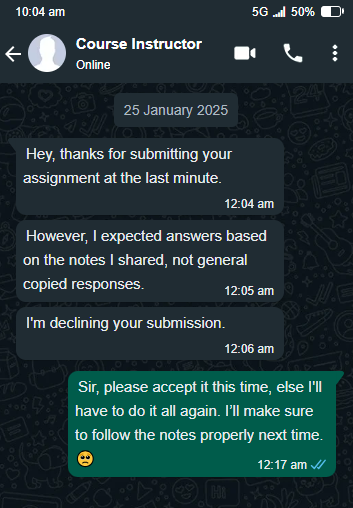 10:04 am 5G 50%
Course Instructor
Online
25 January 2025
Hey, thanks for submitting your
assignment at the last minute.
12:04 am
However, I expected answers based
on the notes I shared, not general
copied responses.
12:05 am
I'm declining your submission.
12:06 am
Sir, please accept it this time, else I'll
have to do it all again. I’ll make sure
to follow the notes properly next time.
🥺
12:17 am